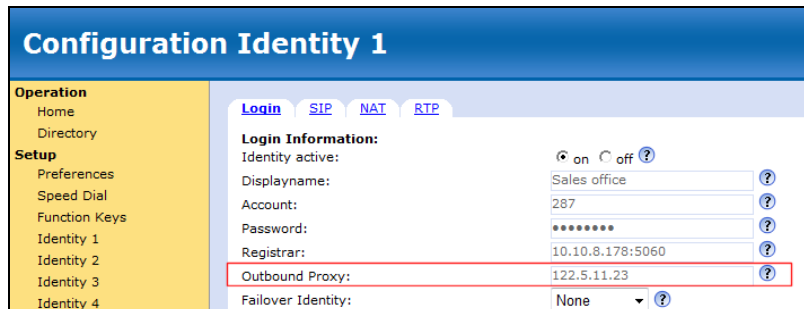 Configuration Identity 1
Operation
Home
Directory
Setup
Preferences
Speed Dial
Function Keys
Identity 1
Identity 2
Identity 3
Identity 4
Login SIP NAT RTP
Login Information:
Identity active: on off ?
Displayname: Sales office ?
Account: 287 ?
Password: •••••••• ?
Registrar: 10.10.8.178:5060 ?
Outbound Proxy: 122.5.11.23 ?
Failover Identity: None ?